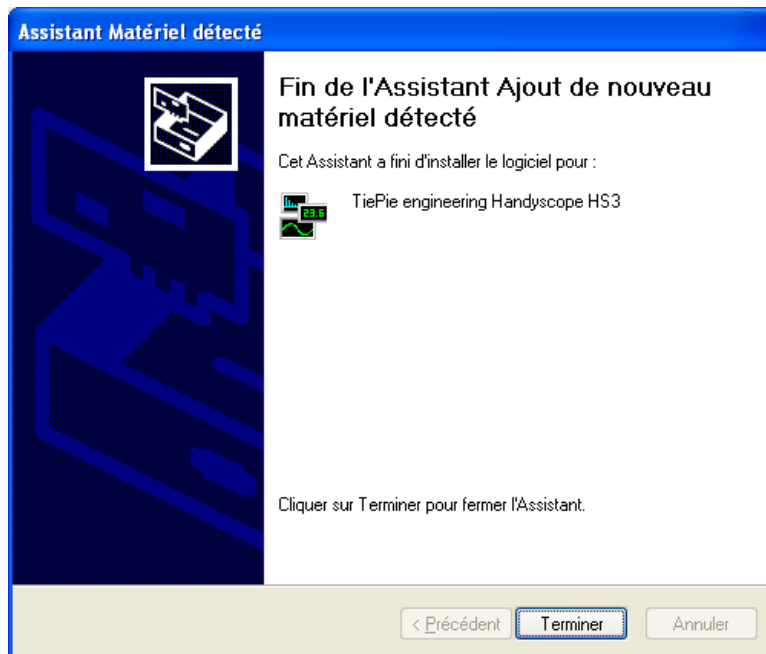 Assistant Matériel détecté
Fin de l'Assistant Ajout de nouveau
matériel détecté
Cet Assistant a fini d'installer le logiciel pour :
23.6
TiePie engineering Handyscope HS3
Cliquer sur Terminer pour fermer l'Assistant.
< Précédent
Terminer
Annuler